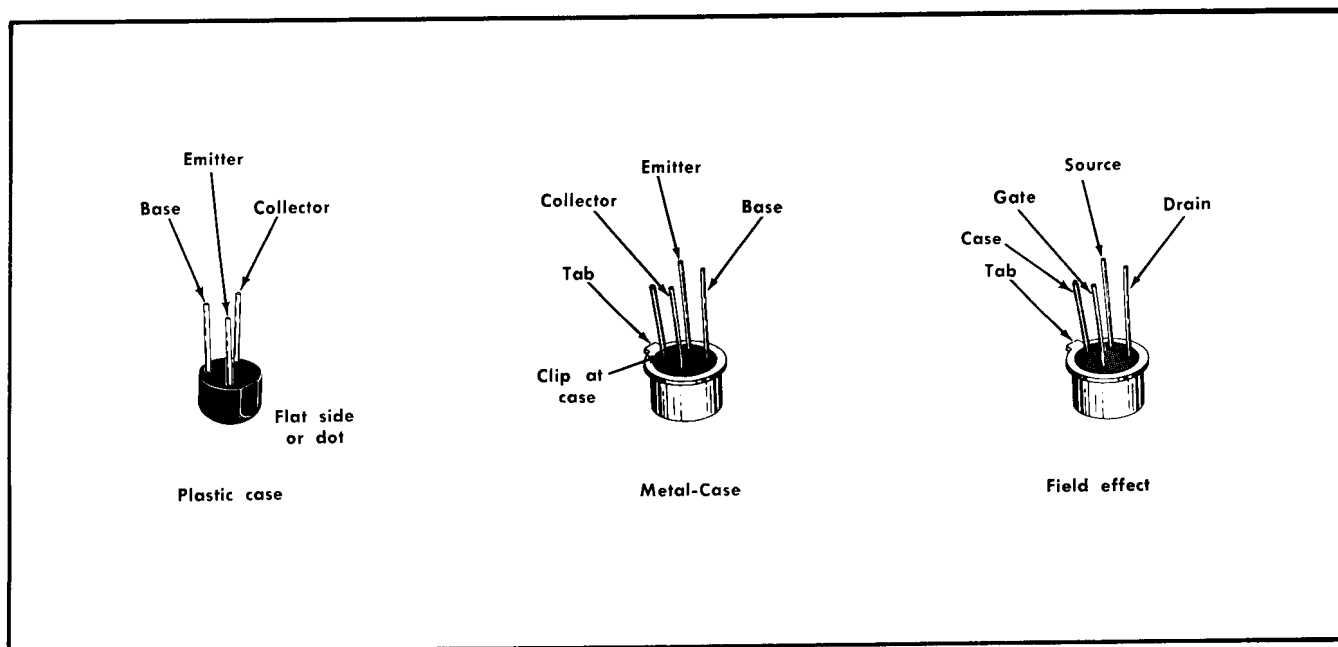 Emitter
Base
Collector
Flat side
or dot
Plastic case
Emitter
Collector
Base
Tab
Clip at
case
Metal-Case
Source
Gate
Drain
Case
Tab
Field effect